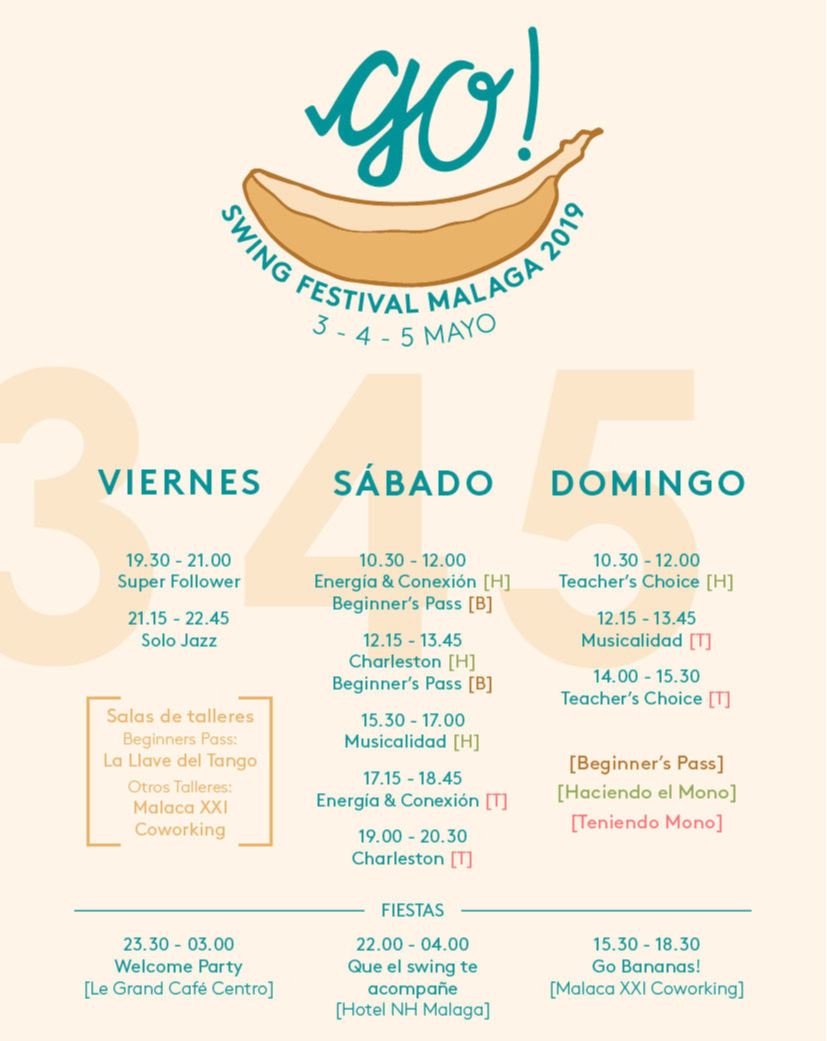 go!
SWING FESTIVAL MALAGA 2019
3 - 4 - 5 MAYO
3 4 5
VIERNES
19.30 - 21.00
Super Follower
21.15 - 22.45
Solo Jazz
Salas de talleres
Beginners Pass:
La Llave del Tango
Otros Talleres:
Malaca XXI
Coworking
SÁBADO
10.30 - 12.00
Energía & Conexión [H]
Beginner's Pass [B]
12.15 - 13.45
Charleston [H]
Beginner's Pass [B]
15.30 - 17.00
Musicalidad [H]
17.15 - 18.45
Energía & Conexión [T]
19.00 - 20.30
Charleston [T]
DOMINGO
10.30 - 12.00
Teacher's Choice [H]
12.15 - 13.45
Musicalidad [T]
14.00 - 15.30
Teacher's Choice [T]
[Beginner's Pass]
[Haciendo el Mono]
[Teniendo Mono]
FIESTAS
23.30 - 03.00
Welcome Party
[Le Grand Café Centro]
22.00 - 04.00
Que el swing te
acompañe
[Hotel NH Malaga]
15.30 - 18.30
Go Bananas!
[Malaca XXI Coworking]